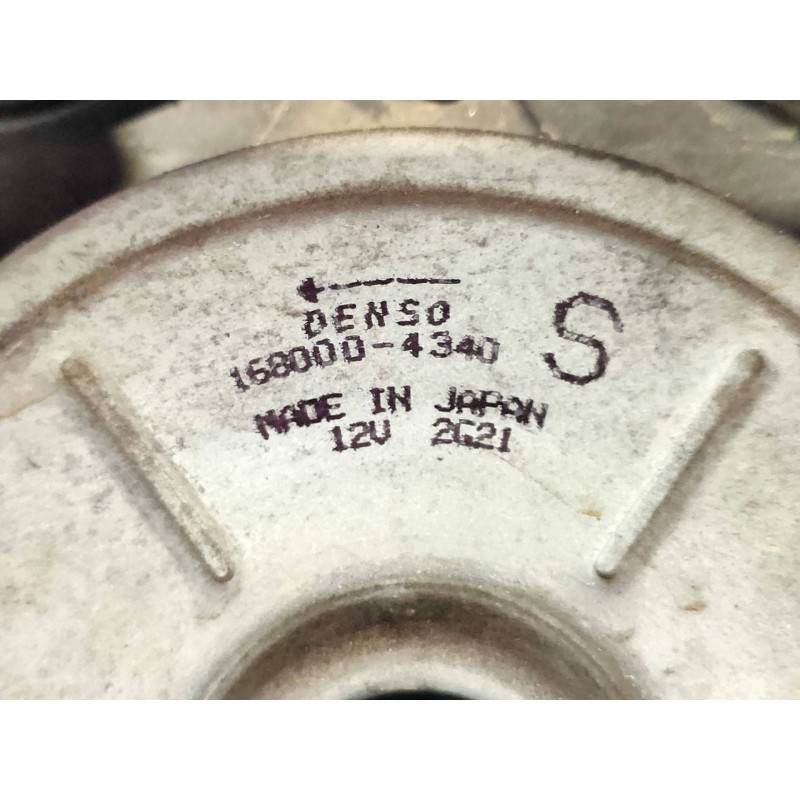 DENSO
168000-4340
S
MADE IN JAPAN
12V 2G21